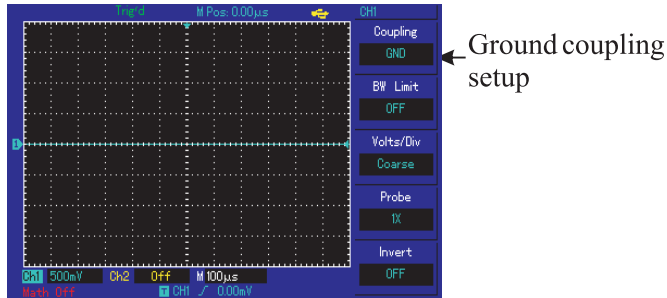 Trig'd M Pos: 0.00μs CH1
Coupling
GND
Ground coupling
setup
BW Limit
OFF
1
Volts/Div
Coarse
Probe
1X
Invert
OFF
Ch1 500mV Ch2 Off M 100μs
Math Off T CH1 0.00mV